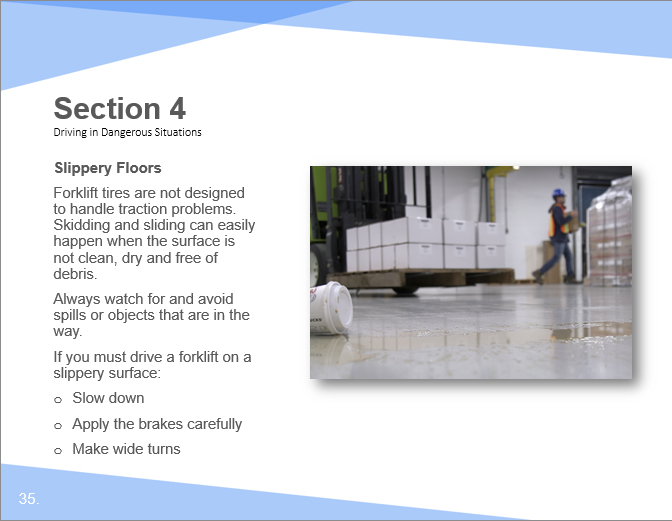 Section 4
Driving in Dangerous Situations
Slippery Floors
Forklift tires are not designed
to handle traction problems.
Skidding and sliding can easily
happen when the surface is
not clean, dry and free of
debris.
Always watch for and avoid
spills or objects that are in the
way.
If you must drive a forklift on a
slippery surface:
o Slow down
o Apply the brakes carefully
o Make wide turns
35.